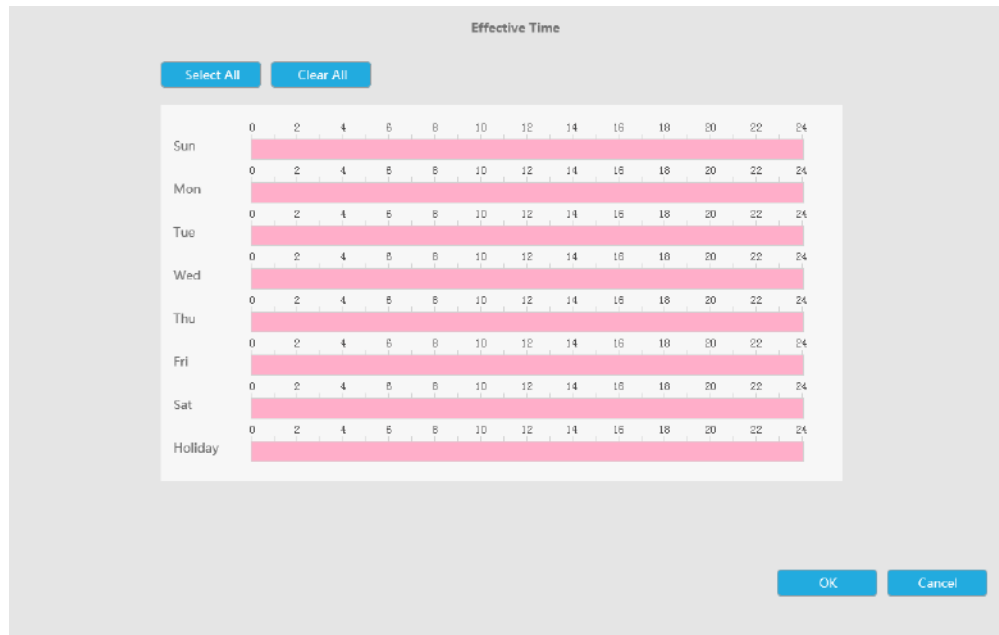 Effective Time
Select All Clear All
0 2 4 6 8 10 12 14 16 18 20 22 24
Sun
0 2 4 6 8 10 12 14 16 18 20 22 24
Mon
0 2 4 6 8 10 12 14 16 18 20 22 24
Tue
0 2 4 6 8 10 12 14 16 18 20 22 24
Wed
0 2 4 6 8 10 12 14 16 18 20 22 24
Thu
0 2 4 6 8 10 12 14 16 18 20 22 24
Fri
0 2 4 6 8 10 12 14 16 18 20 22 24
Sat
0 2 4 6 8 10 12 14 16 18 20 22 24
Holiday
OK Cancel